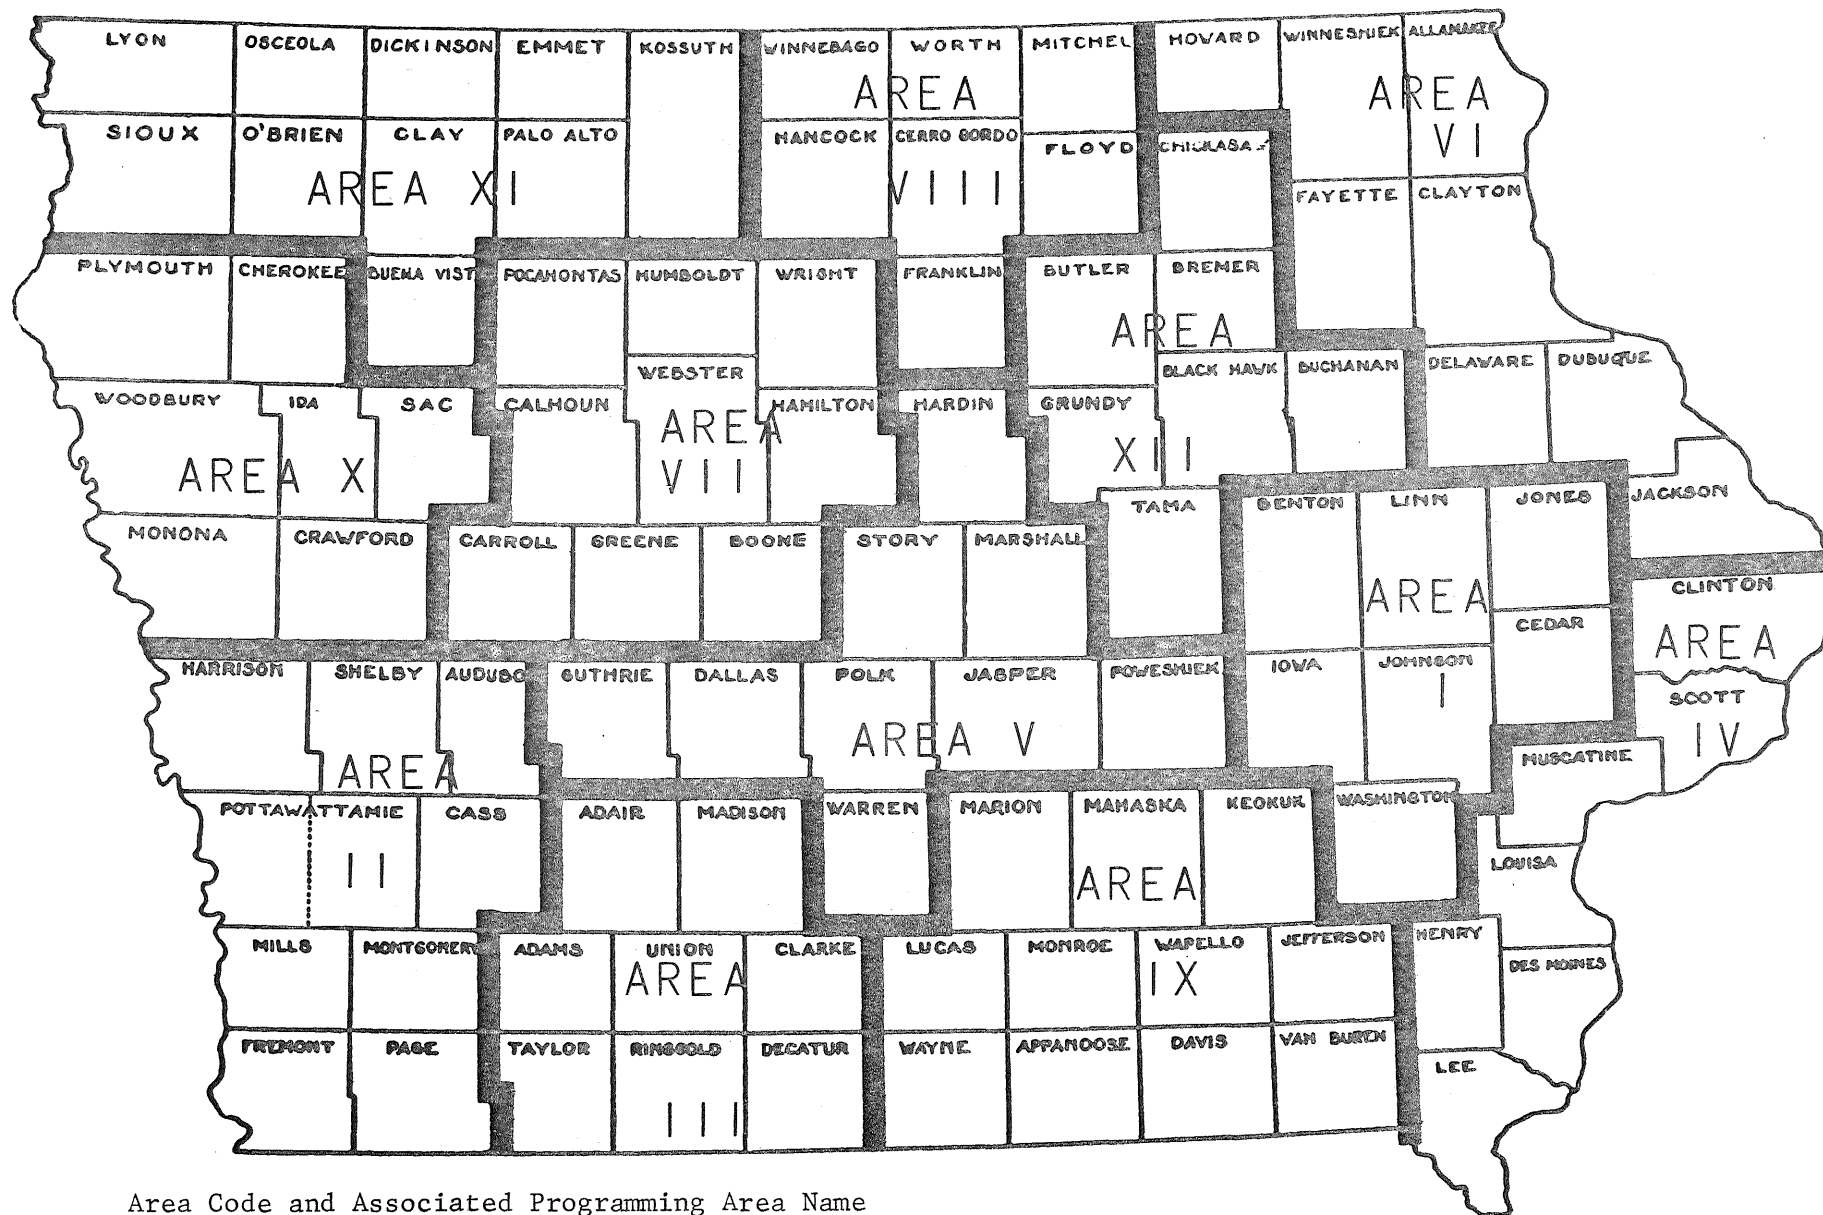 LYON OSCEOLA DICKINSON EMMET KOSSUTH WINNEBAGO WORTH MITCHEL HOWARD WINNESHIEK ALLAMAKEE
AREA AREA
VI
SIOUX O'BRIEN CLAY PALO ALTO HANCOCK CERRO GORDO FLOYD CHICKASA
AREA XI VIII FAYETTE CLAYTON
PLYMOUTH CHEROKEE BUENA VIST POCAHONTAS HUMBOLDT WRIGHT FRANKLIN BUTLER BREMER
AREA
WEBSTER BLACK HAWK BUCHANAN DELAWARE DUBUQUE
WOODBURY IDA SAC CALHOUN HAMILTON HARDIN GRUNDY
AREA
XII
AREA X VII
JACKSON
TAMA BENTON LINN JONES
MONONA CRAWFORD CARROLL GREENE BOONE STORY MARSHALL
CLINTON
AREA
CEDAR
AREA
HARRISON SHELBY AUDUBO GUTHRIE DALLAS POLK JASPER POWESHIEK IOWA JOHNSON
I
SCOTT
IV
AREA V
MUSCATINE
AREA
POTTAWATTAMIE CASS ADAIR MADISON WARREN MARION MAHASKA KEOKUK WASHINGTON
LOUISA
II
AREA
MILLS MONTGOMERY ADAMS UNION CLARKE LUCAS MONROE WAPELLO JEFFERSON HENRY
DES MOINES
AREA IX
FREMONT PAGE TAYLOR RINGGOLD DECATUR WAYNE APPANOOSE DAVIS VAN BUREN
LEE
III
Area Code and Associated Programming Area Name